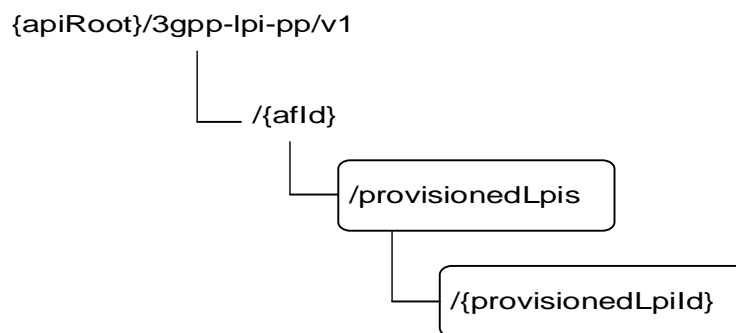 {apiRoot}/3gpp-lpi-pp/v1
/{afId}
/provisionedLpis
/{provisionedLpiId}